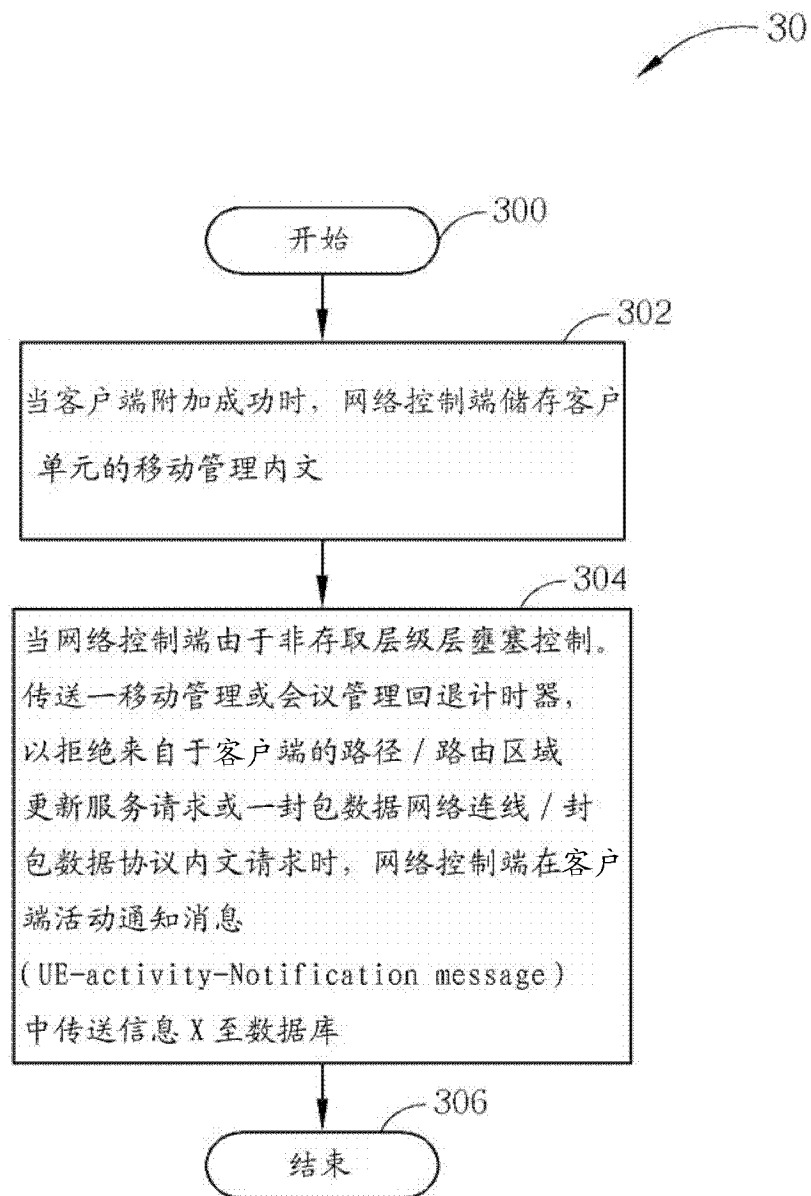 30
300
开始
302
当客户端附加成功时，网络控制端储存客户
单元的移动管理内文
304
当网络控制端由于非存取层级层壅塞控制。
传送一移动管理或会议管理回退计时器，
以拒绝来自于客户端的路径/路由区域
更新服务请求或一封包数据网络连线/封
包数据协议内文请求时，网络控制端在客户
端活动通知消息
(UE-activity-Notification message)
中传送信息X至数据库
306
结束